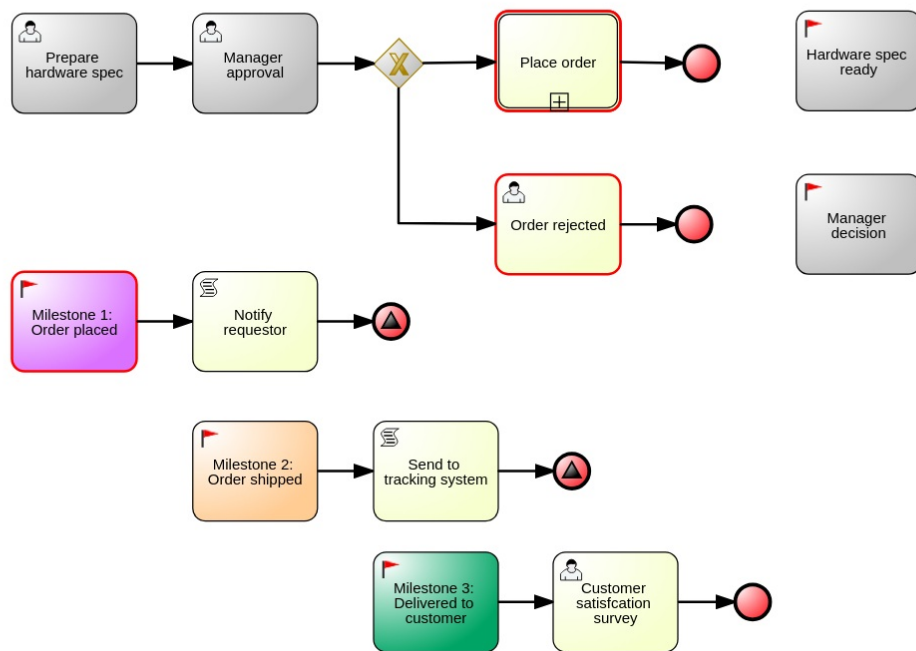 Prepare
hardware spec
Manager
approval
Place order
Hardware spec
ready
Order rejected
Manager
decision
Milestone 1:
Order placed
Notify
requestor
Milestone 2:
Order shipped
Send to
tracking system
Milestone 3:
Delivered to
customer
Customer
satisfcation
survey